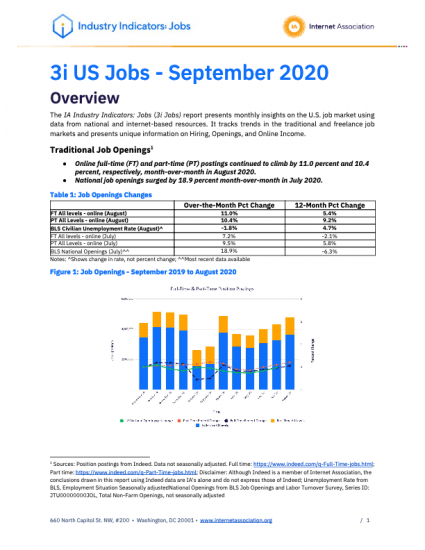 Industry Indicators: Jobs
IA Internet Association
3i US Jobs - September 2020
Overview
The IA Industry Indicators: Jobs (3i Jobs) report presents monthly insights on the U.S. job market using
data from national and internet-based resources. It tracks trends in the traditional and freelance job
markets and presents unique information on Hiring, Openings, and Online Income.
Traditional Job Openings¹
● Online full-time (FT) and part-time (PT) postings continued to climb by 11.0 percent and 10.4
percent, respectively, month-over-month in August 2020.
● National job openings surged by 18.9 percent month-over-month in July 2020.
Table 1: Job Openings Changes
Over-the-Month Pct Change 12-Month Pct Change
FT All levels - online (August) 11.0% 5.4%
PT All Levels - online (August) 10.4% 9.2%
BLS Civilian Unemployment Rate (August)^ -1.8% 4.7%
FT All levels - online (July) 7.2% -2.1%
PT All Levels - online (July) 9.5% 5.8%
BLS National Openings (July)^^ 18.9% -6.3%
Notes: ^Shows change in rate, not percent change; ^^Most recent data available
Figure 1: Job Openings - September 2019 to August 2020
Full-Time & Part-Time Position Postings
¹ Sources: Position postings from Indeed. Data not seasonally adjusted. Full time: https://www.indeed.com/q-Full-Time-jobs.html;
Part time: https://www.indeed.com/q-Part-Time-jobs.html; Disclaimer: Although Indeed is a member of Internet Association, the
conclusions drawn in this report using Indeed data are IA's alone and do not express those of Indeed; Unemployment Rate from
BLS, Employment Situation Seasonally adjustedNational Openings from BLS Job Openings and Labor Turnover Survey, Series ID:
JTU000000000JOL, Total Non-Farm Openings, not seasonally adjusted
660 North Capitol St. NW, #200 • Washington, DC 20001 • www.internetassociation.org / 1